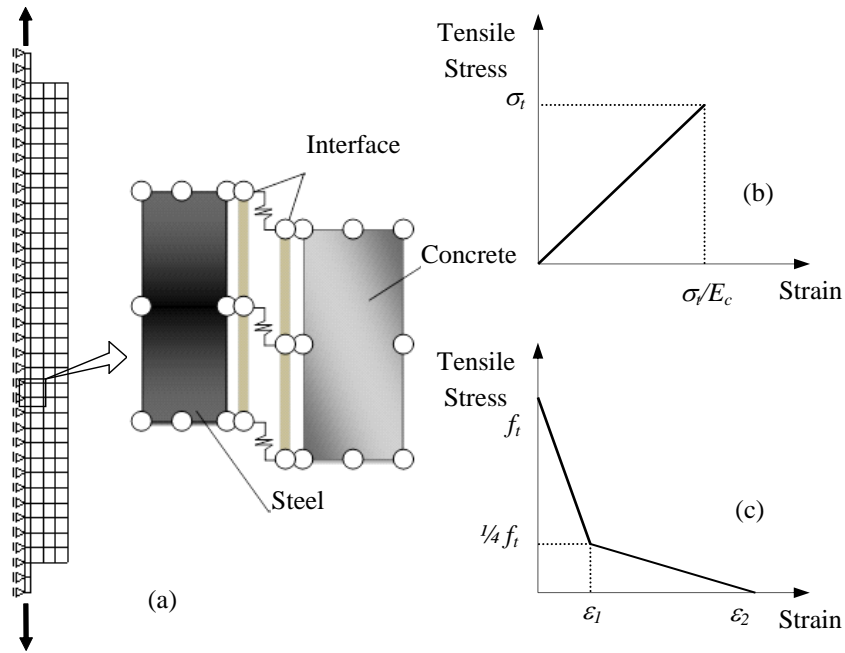 Interface
Concrete
Steel
(a)
Tensile
Stress
σt
(b)
σt/Ec
Strain
Tensile
Stress
ft
(c)
¼ ft
ε1
ε2
Strain